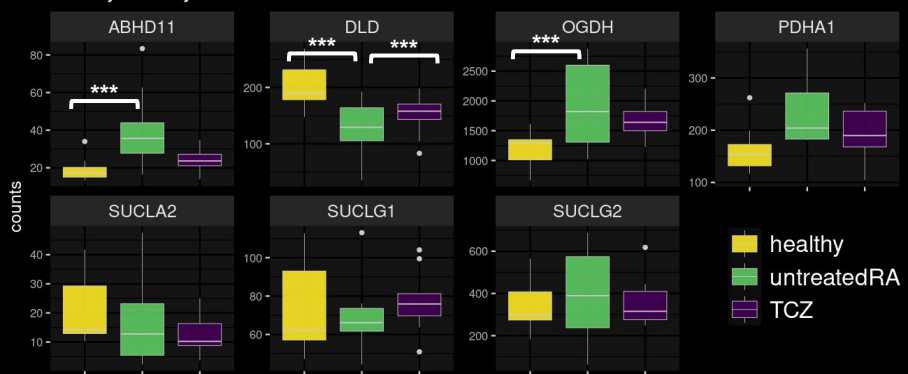 ABHD11
DLD
OGDH
PDHA1
80
60
40
20
***
200
100
***
***
2500
2000
1500
1000
***
300
200
100
counts
SUCLA2
SUCLG1
SUCLG2
40
30
20
10
100
80
60
600
400
200
healthy
untreatedRA
TCZ